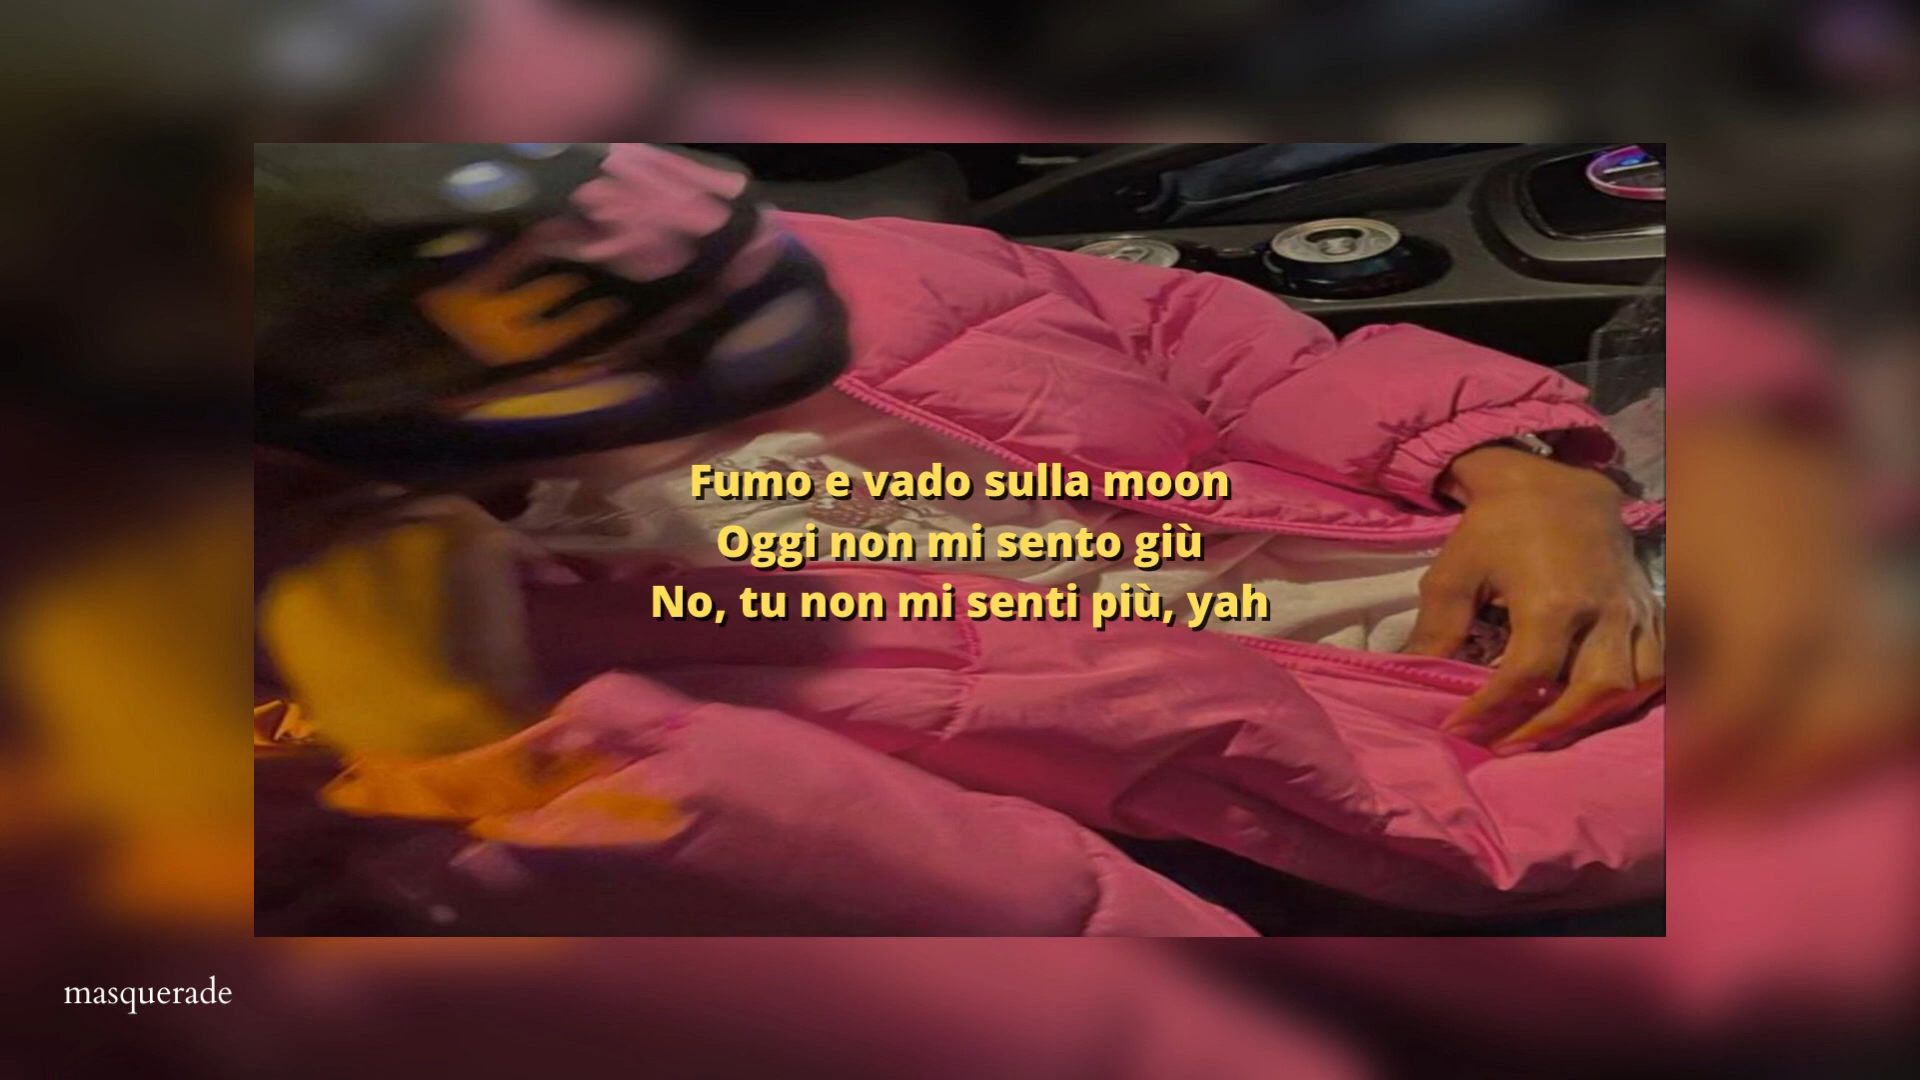 Fumo e vado sulla moon
Oggi non mi sento giù
No, tu non mi senti più, yah
masquerade